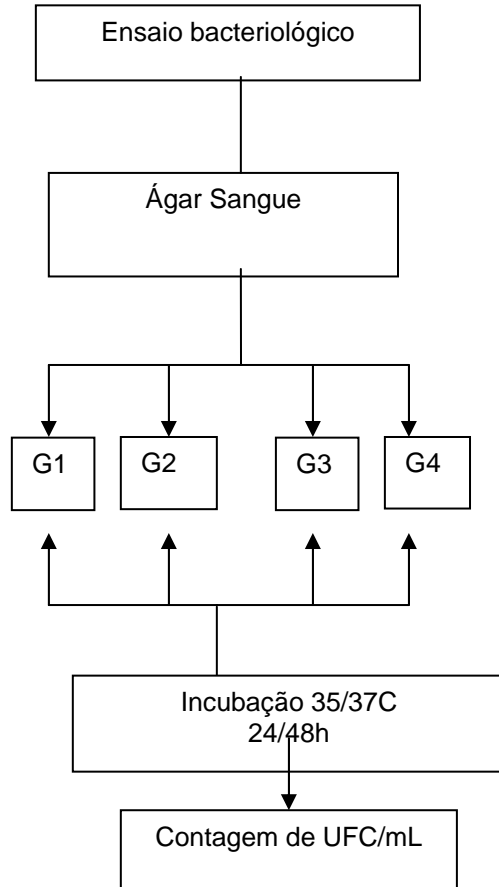 Ensaio bacteriológico
Ágar Sangue
G1
G2
G3
G4
Incubação 35/37C
24/48h
Contagem de UFC/mL